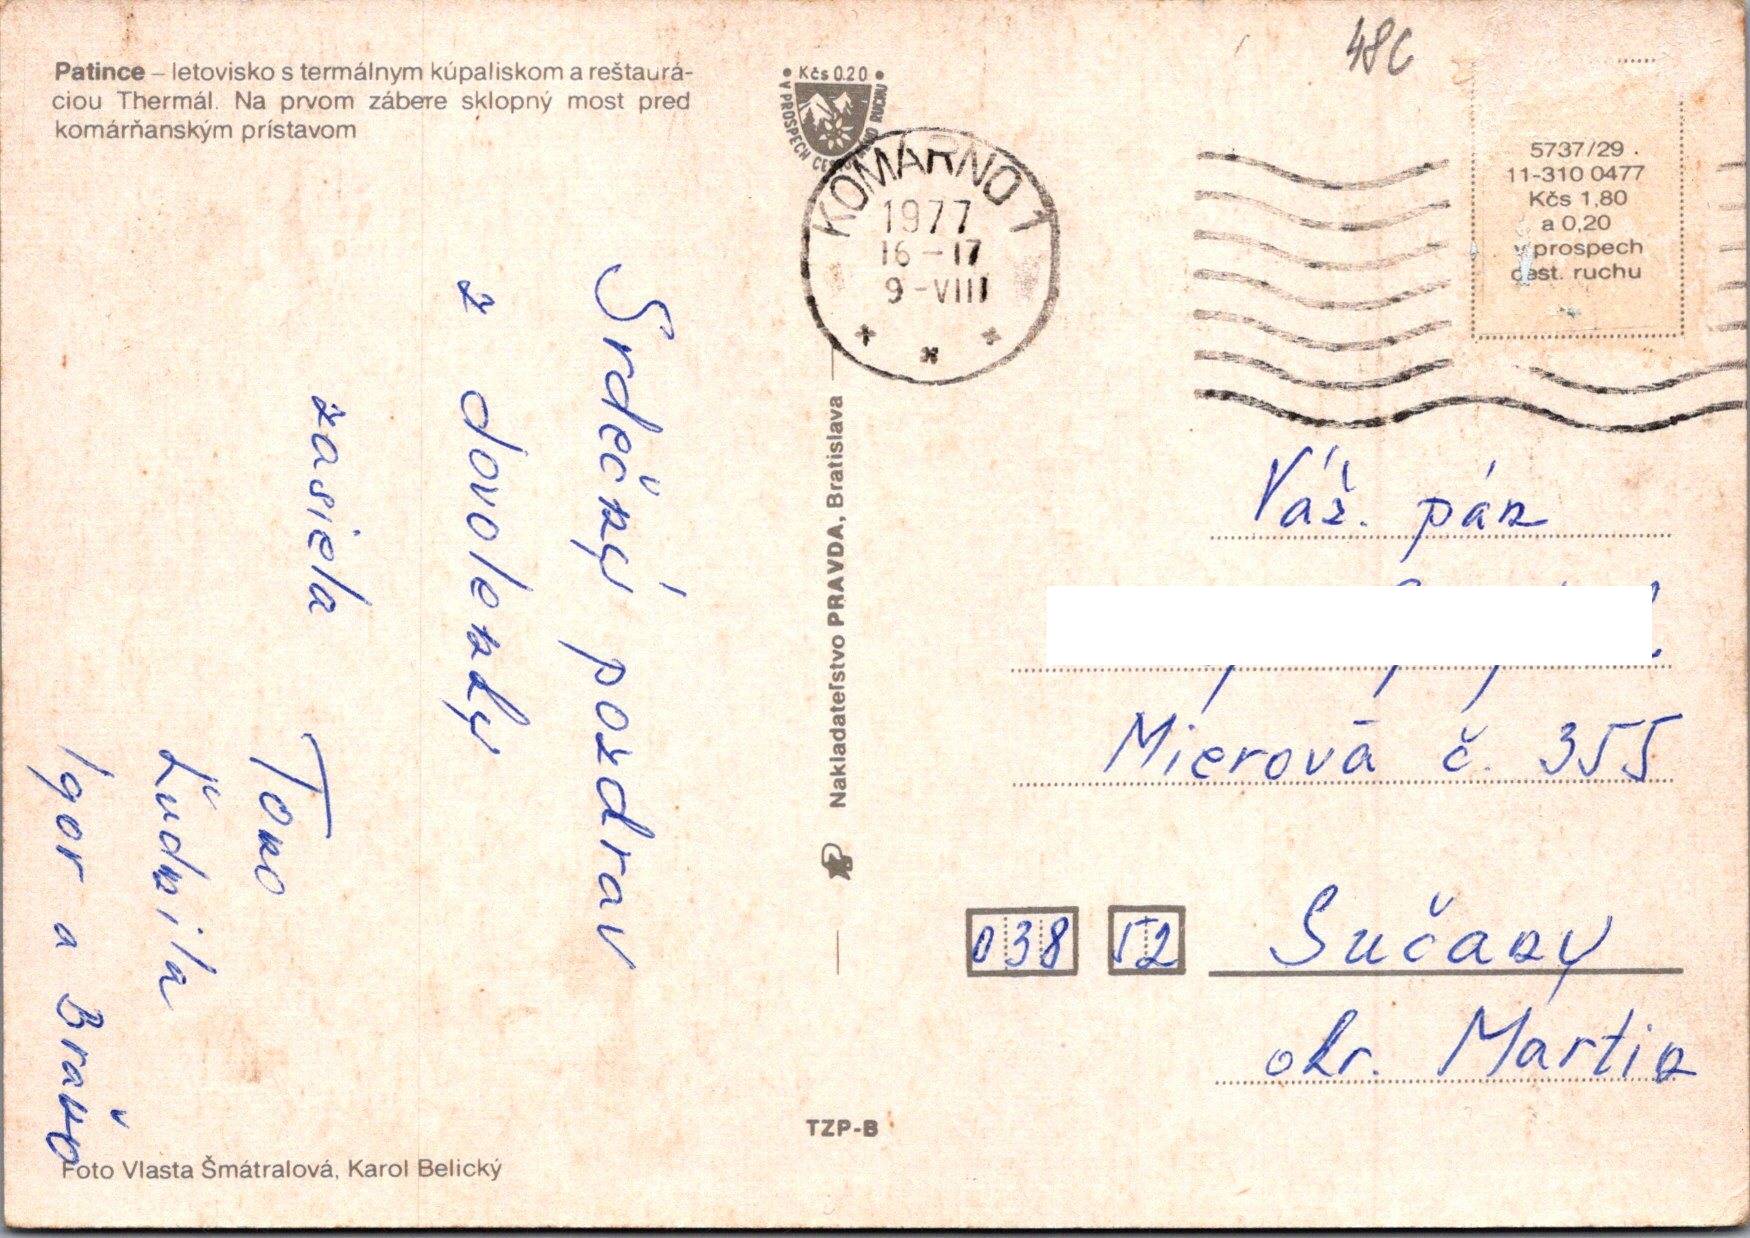 Patince – letovisko s termálnym kúpaliskom a reštaurá-
ciou Thermál. Na prvom zábere sklopný most pred
komárňanským prístavom
• Kčs 0.20 •
V PROSPECH CEST RUCHU
KOMÁRNO 1
1977
16-17
9-VIII
48C
5737/29
11-310 0477
Kčs 1,80
a 0,20
v prospech
cest. ruchu
Srdečný pozdrav
z dovolenky
zasiela
Tono
Ľudmila
Igor a Braňo
Nakladateľstvo PRAVDA, Bratislava
Váž. pán
Mierová č. 355
038 52 Sučany
okr. Martin
TZP-B
Foto Vlasta Šmátralová, Karol Belický